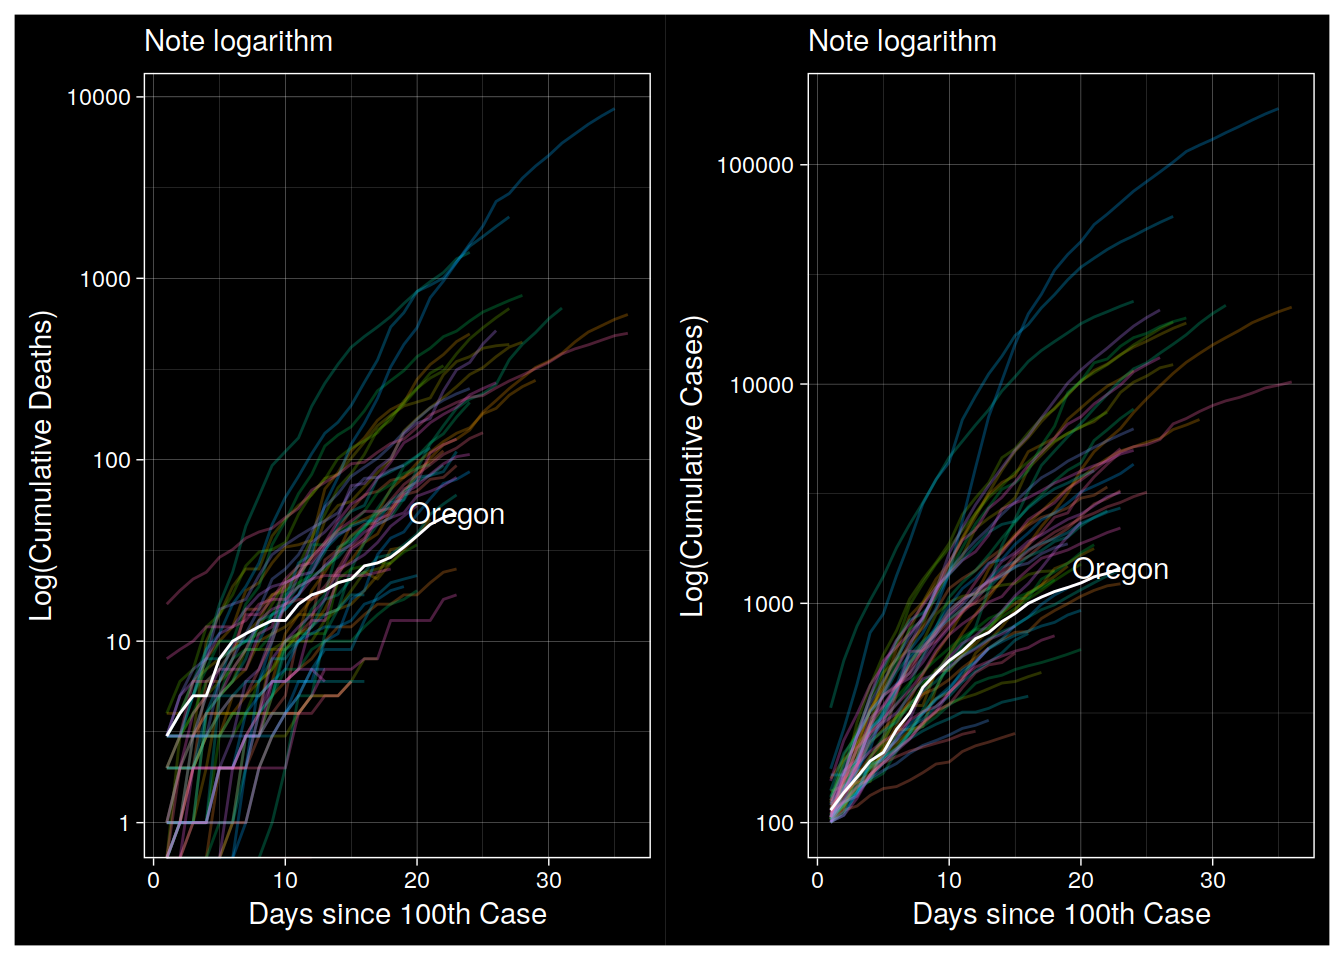 Note logarithm
Log(Cumulative Deaths)
10000
1000
100
10
1
Oregon
0
10
20
30
Days since 100th Case
Note logarithm
Log(Cumulative Cases)
100000
10000
1000
100
Oregon
0
10
20
30
Days since 100th Case